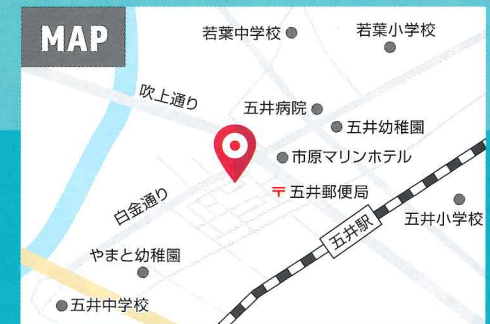 MAP
若葉中学校
若葉小学校
吹上通り
五井病院
五井幼稚園
市原マリンホテル
〒五井郵便局
白金通り
五井駅
五井小学校
やまと幼稚園
五井中学校